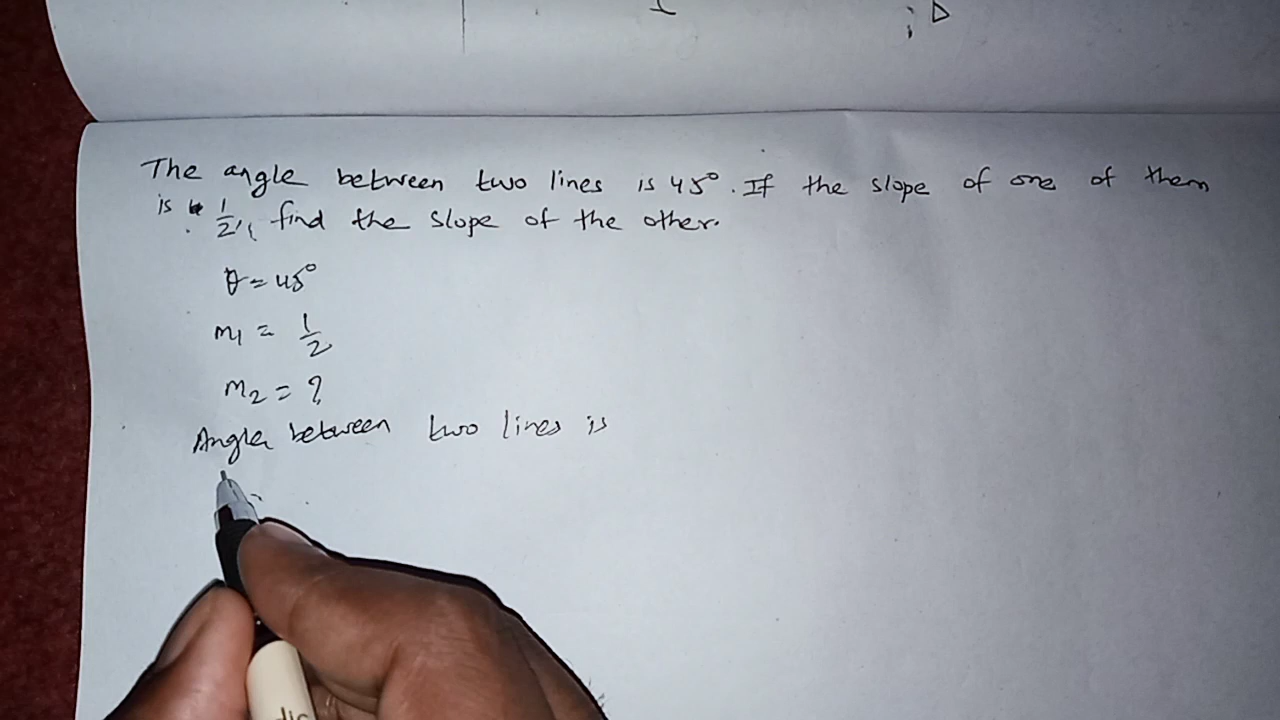 The angle between two lines is 45°. If the slope of one of them
is 1/2, find the slope of the other.
θ = 45°
m1 = 1/2
m2 = ?
Angle between two lines is